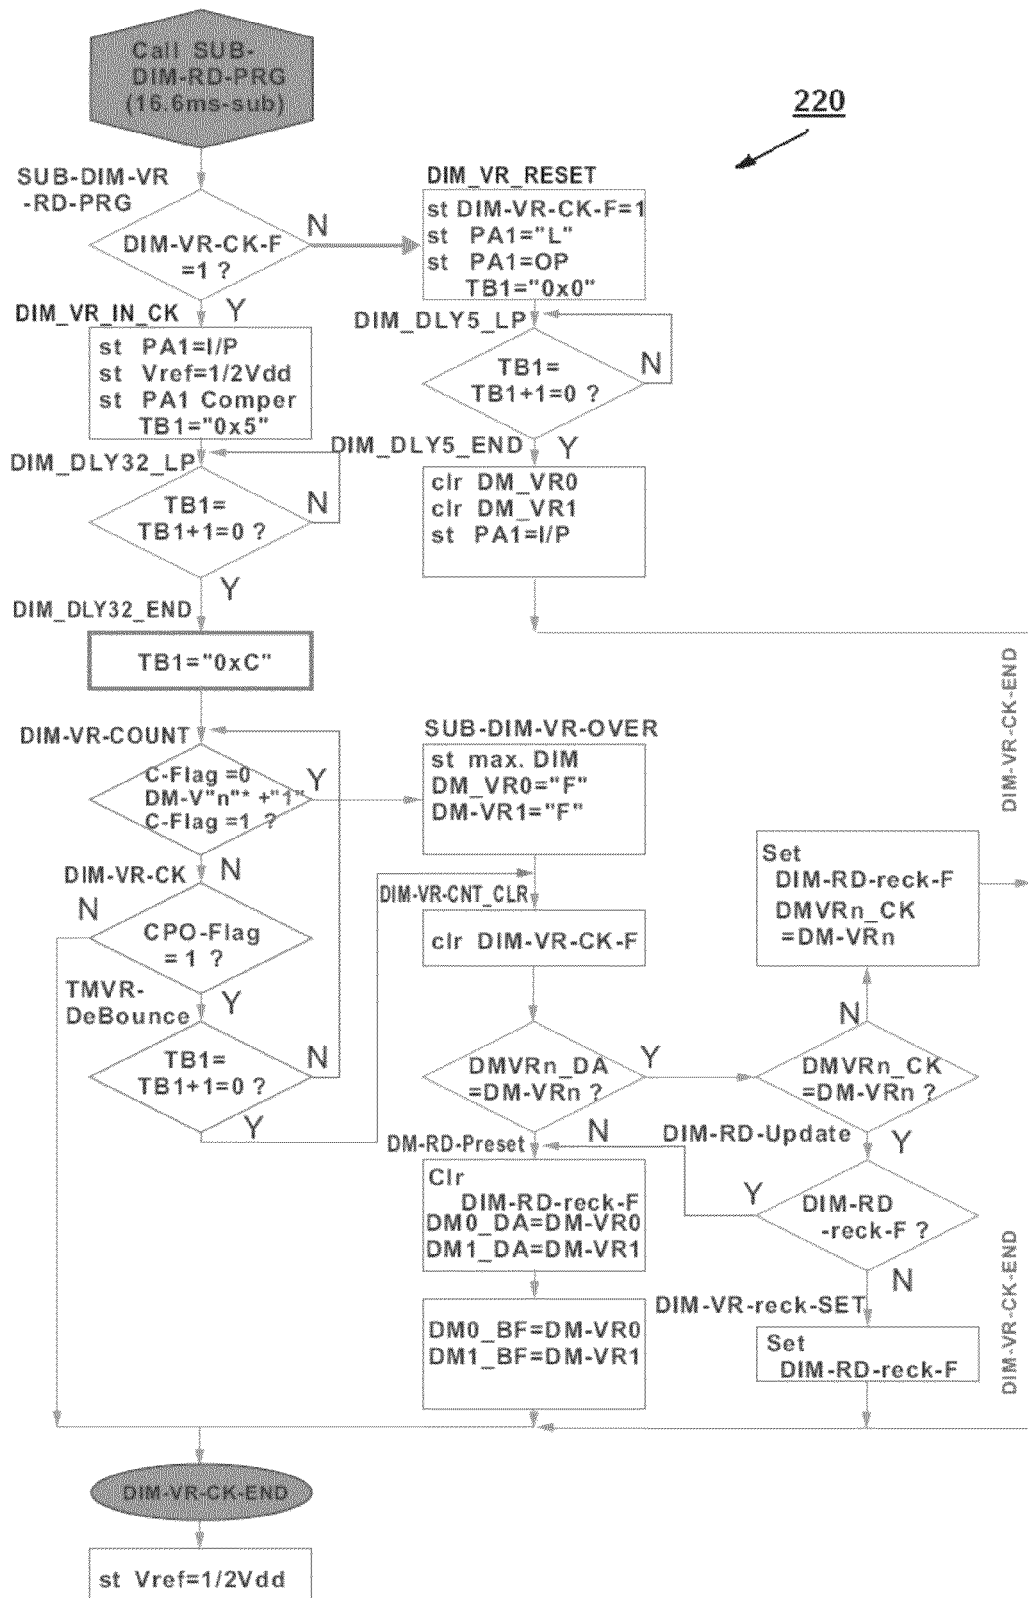 Call SUB-
DIM-RD-PRG
(16.6ms-sub)
220
SUB-DIM-VR
-RD-PRG
DIM-VR-CK-F
=1 ?
N
Y
DIM_VR_RESET
st DIM-VR-CK-F=1
st PA1="L"
st PA1=OP
TB1="0x0"
DIM_VR_IN_CK
st PA1=I/P
st Vref=1/2Vdd
st PA1 Comper
TB1="0x5"
DIM_DLY5_LP
TB1=
TB1+1=0 ?
N
Y
DIM_DLY5_END
clr DM_VR0
clr DM_VR1
st PA1=I/P
DIM_DLY32_LP
TB1=
TB1+1=0 ?
N
Y
DIM_DLY32_END
TB1="0xC"
DIM-VR-CK-END
DIM-VR-COUNT
C-Flag =0
DM-V"n"* +"1"
C-Flag =1 ?
Y
N
SUB-DIM-VR-OVER
st max. DIM
DM_VR0="F"
DM-VR1="F"
DIM-VR-CK
N
CPO-Flag
= 1 ?
Y
DIM-VR-CNT_CLR
clr DIM-VR-CK-F
Set
DIM-RD-reck-F
DMVRn_CK
=DM-VRn
TMVR-
DeBounce
TB1=
TB1+1=0 ?
N
Y
DMVRn_DA
=DM-VRn ?
Y
N
DMVRn_CK
=DM-VRn ?
N
Y
DM-RD-Preset
Clr
DIM-RD-reck-F
DM0_DA=DM-VR0
DM1_DA=DM-VR1
DIM-RD-Update
Y
DIM-RD
-reck-F ?
N
DM0_BF=DM-VR0
DM1_BF=DM-VR1
DIM-VR-reck-SET
Set
DIM-RD-reck-F
DIM-VR-CK-END
DIM-VR-CK-END
st Vref=1/2Vdd